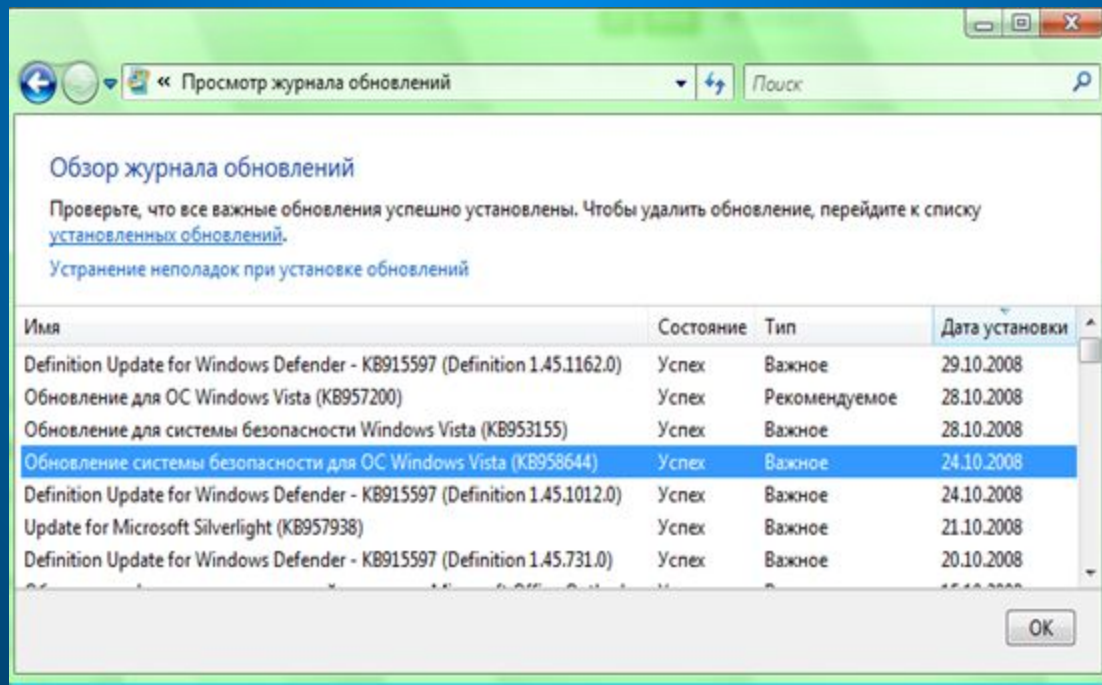 « Просмотр журнала обновлений
Поиск
Обзор журнала обновлений
Проверьте, что все важные обновления успешно установлены. Чтобы удалить обновление, перейдите к списку
установленных обновлений.
Устранение неполадок при установке обновлений
Имя Состояние Тип Дата установки
Definition Update for Windows Defender - KB915597 (Definition 1.45.1162.0) Успех Важное 29.10.2008
Обновление для ОС Windows Vista (KB957200) Успех Рекомендуемое 28.10.2008
Обновление для системы безопасности Windows Vista (KB953155) Успех Важное 28.10.2008
Обновление системы безопасности для ОС Windows Vista (KB958644) Успех Важное 24.10.2008
Definition Update for Windows Defender - KB915597 (Definition 1.45.1012.0) Успех Важное 24.10.2008
Update for Microsoft Silverlight (KB957938) Успех Важное 21.10.2008
Definition Update for Windows Defender - KB915597 (Definition 1.45.731.0) Успех Важное 20.10.2008
OK